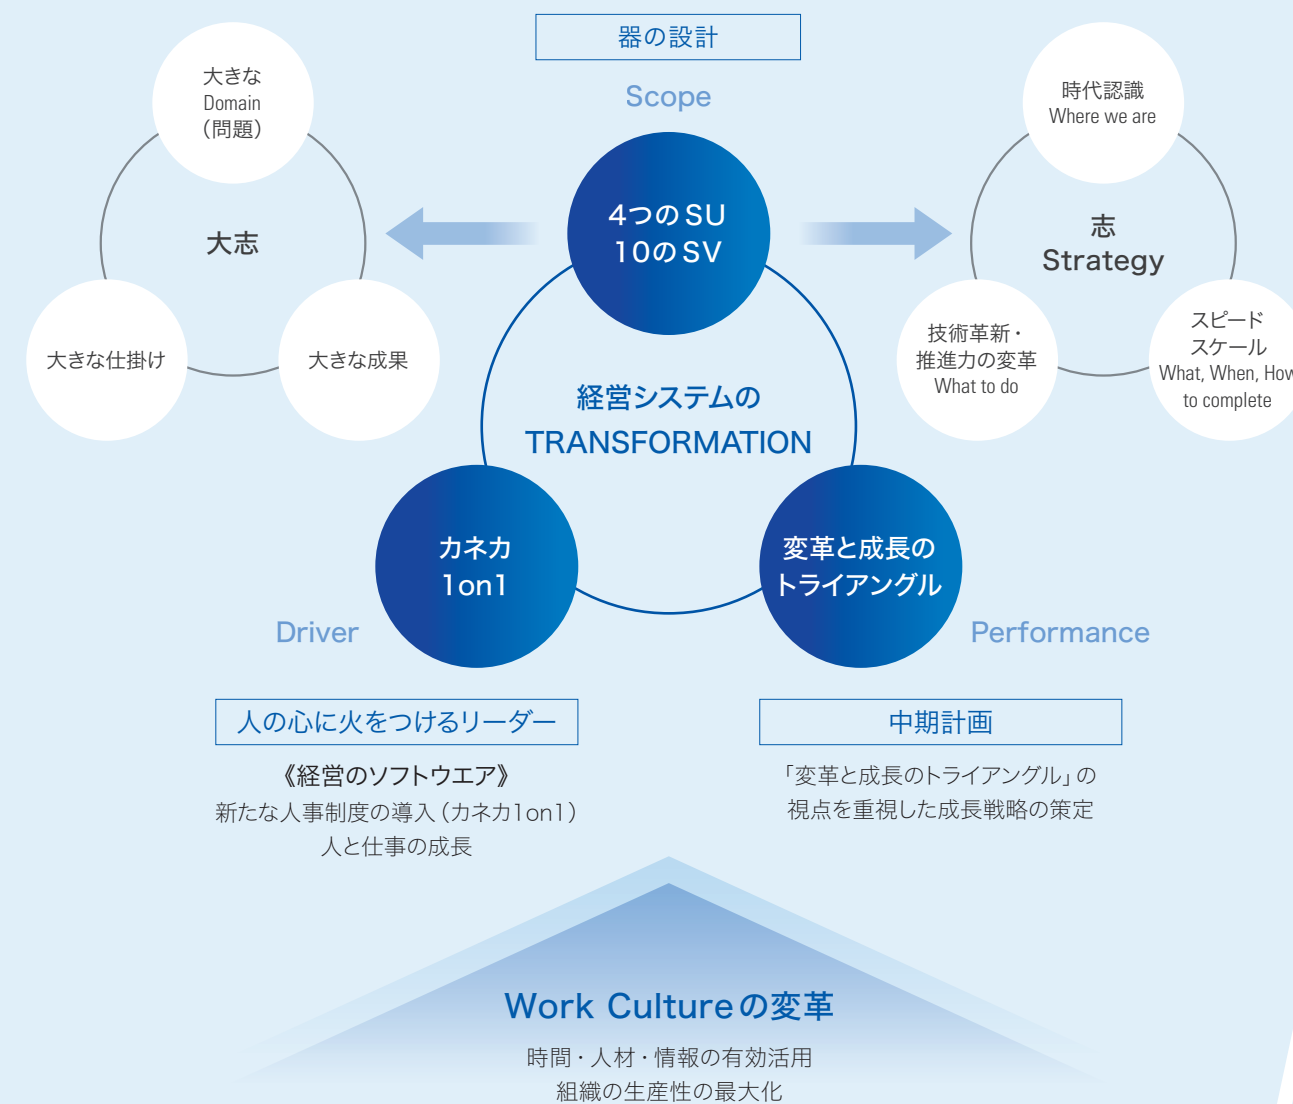 器の設計
Scope
4つのSU
10のSV
大きな
Domain
（問題）
大志
大きな仕掛け
大きな成果
時代認識
Where we are
志
Strategy
技術革新・
推進力の変革
What to do
スピード
スケール
What, When, How
to complete
経営システムの
TRANSFORMATION
カネカ
1on1
Driver
変革と成長の
トライアングル
Performance
人の心に火をつけるリーダー
《経営のソフトウエア》
新たな人事制度の導入（カネカ1on1）
人と仕事の成長
中期計画
「変革と成長のトライアングル」の
視点を重視した成長戦略の策定
Work Cultureの変革
時間・人材・情報の有効活用
組織の生産性の最大化